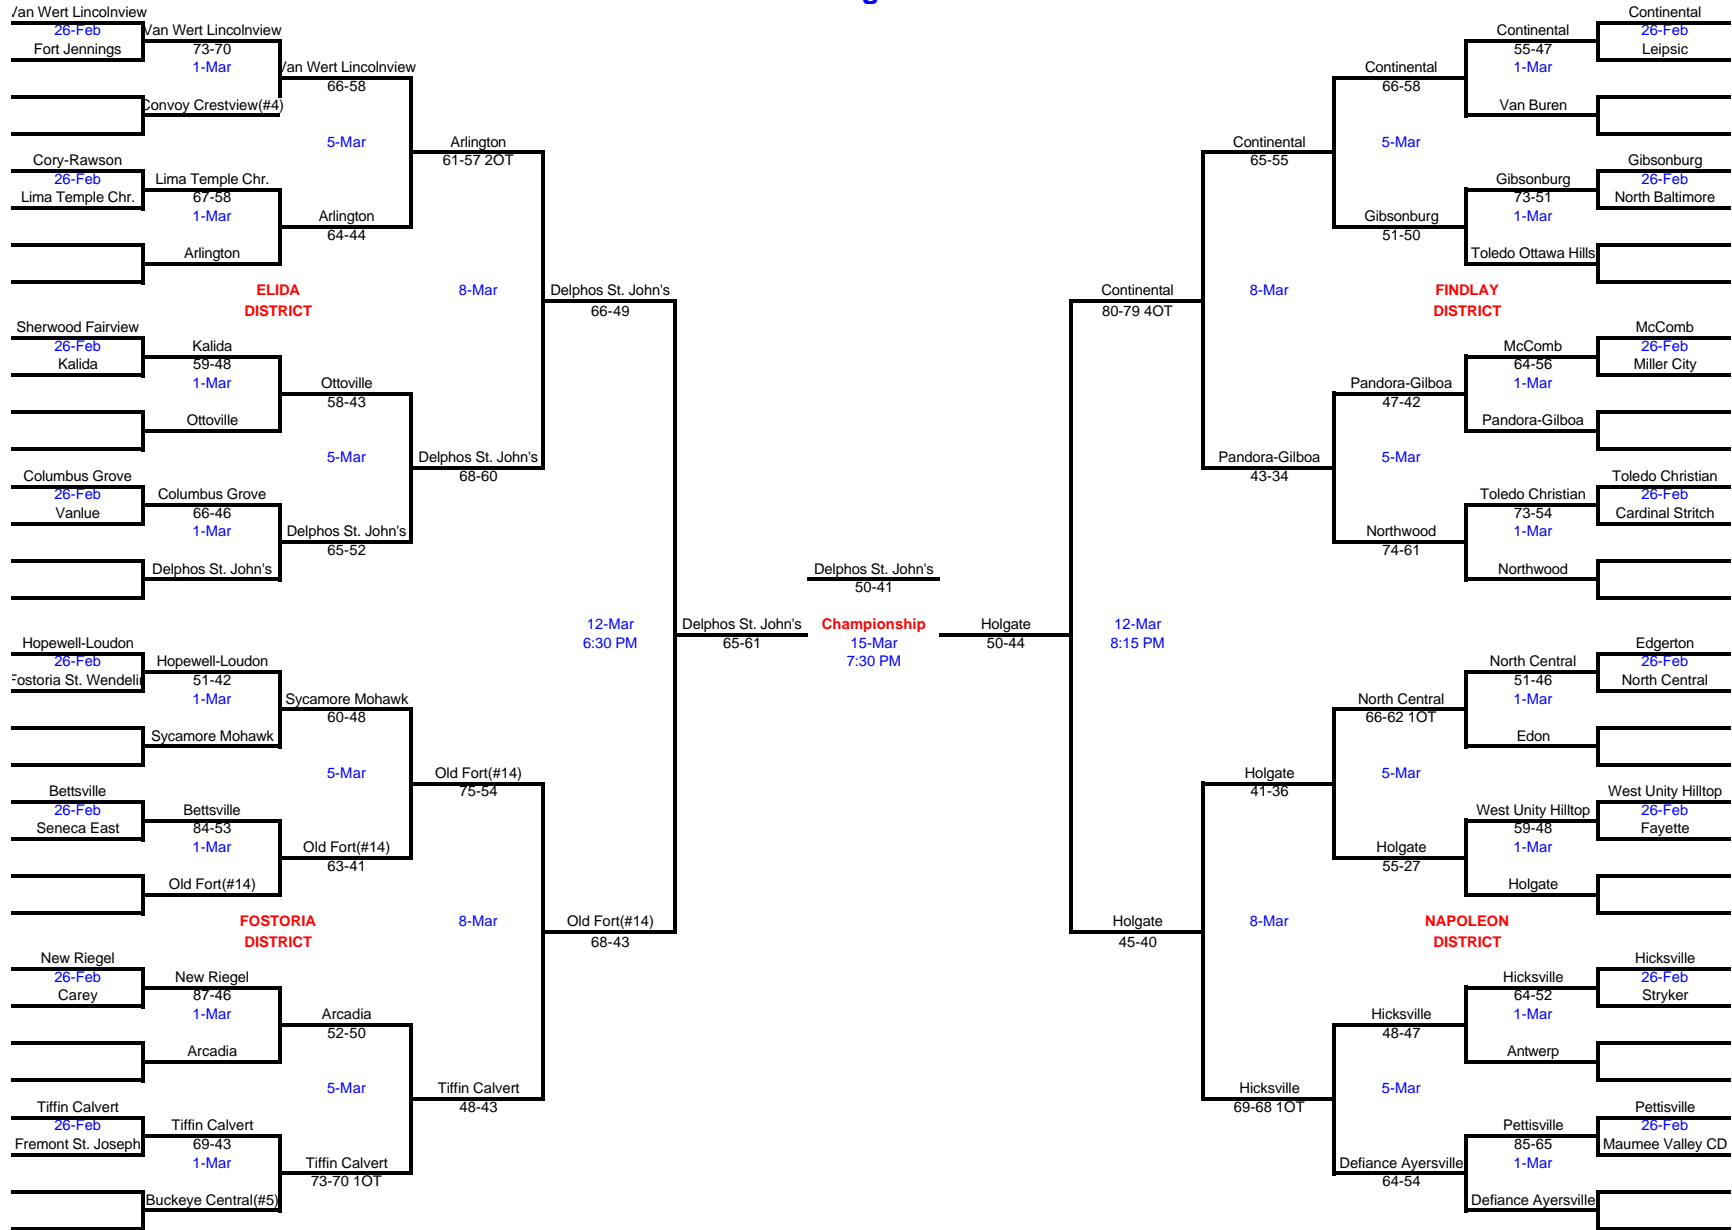 Van Wert Lincolnview
26-Feb
Fort Jennings
Van Wert Lincolnview
73-70
1-Mar
Convoy Crestview(#4)
Van Wert Lincolnview
66-58
5-Mar
Cory-Rawson
26-Feb
Lima Temple Chr.
Lima Temple Chr.
67-58
1-Mar
Arlington
Arlington
64-44
Arlington
61-57 2OT
ELIDA
DISTRICT
8-Mar
Delphos St. John's
66-49
Sherwood Fairview
26-Feb
Kalida
Kalida
59-48
1-Mar
Ottoville
Ottoville
58-43
5-Mar
Columbus Grove
26-Feb
Vanlue
Columbus Grove
66-46
1-Mar
Delphos St. John's
Delphos St. John's
65-52
Delphos St. John's
68-60
12-Mar
6:30 PM
Delphos St. John's
65-61
Hopewell-Loudon
26-Feb
Fostoria St. Wendelin
Hopewell-Loudon
51-42
1-Mar
Sycamore Mohawk
Sycamore Mohawk
60-48
5-Mar
Bettsville
26-Feb
Seneca East
Bettsville
84-53
1-Mar
Old Fort(#14)
Old Fort(#14)
63-41
Old Fort(#14)
75-54
FOSTORIA
DISTRICT
8-Mar
Old Fort(#14)
68-43
New Riegel
26-Feb
Carey
New Riegel
87-46
1-Mar
Arcadia
Arcadia
52-50
5-Mar
Tiffin Calvert
26-Feb
Fremont St. Joseph
Tiffin Calvert
69-43
1-Mar
Buckeye Central(#5)
Tiffin Calvert
73-70 1OT
Tiffin Calvert
48-43
Delphos St. John's
50-41
Championship
15-Mar
7:30 PM
Holgate
50-44
12-Mar
8:15 PM
Continental
26-Feb
Leipsic
Continental
55-47
1-Mar
Van Buren
Continental
66-58
5-Mar
Gibsonburg
26-Feb
North Baltimore
Gibsonburg
73-51
1-Mar
Toledo Ottawa Hills
Gibsonburg
51-50
Continental
65-55
FINDLAY
DISTRICT
8-Mar
Continental
80-79 4OT
McComb
26-Feb
Miller City
McComb
64-56
1-Mar
Pandora-Gilboa
Pandora-Gilboa
47-42
5-Mar
Toledo Christian
26-Feb
Cardinal Stritch
Toledo Christian
73-54
1-Mar
Northwood
Northwood
74-61
Pandora-Gilboa
43-34
Edgerton
26-Feb
North Central
North Central
51-46
1-Mar
Edon
North Central
66-62 1OT
5-Mar
West Unity Hilltop
26-Feb
Fayette
West Unity Hilltop
59-48
1-Mar
Holgate
Holgate
55-27
Holgate
41-36
NAPOLEON
DISTRICT
8-Mar
Holgate
45-40
Hicksville
26-Feb
Stryker
Hicksville
64-52
1-Mar
Antwerp
Hicksville
48-47
5-Mar
Pettisville
26-Feb
Maumee Valley CD
Pettisville
85-65
1-Mar
Defiance Ayersville
Defiance Ayersville
64-54
Hicksville
69-68 1OT